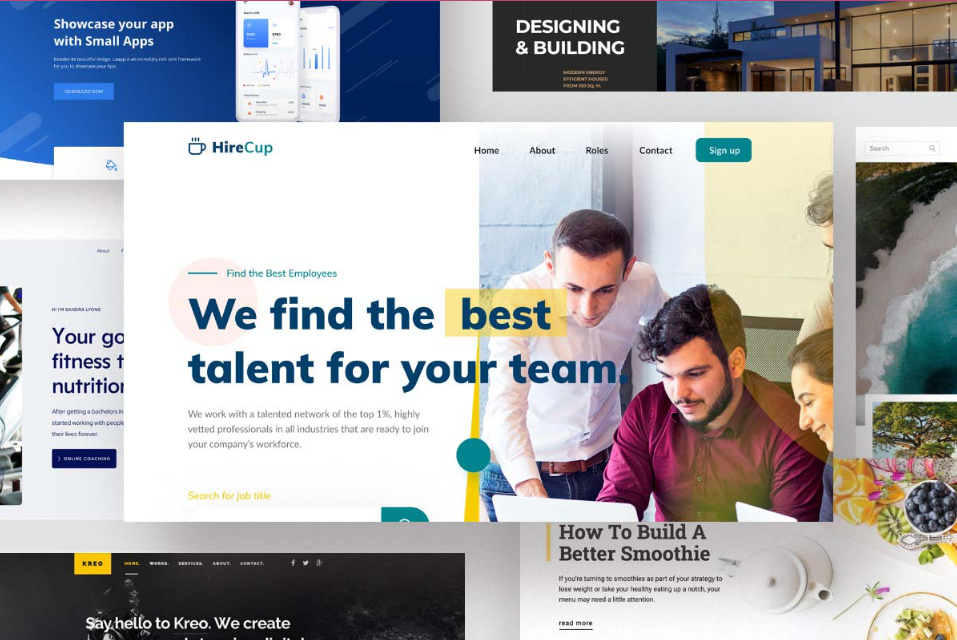 Showcase your app
with Small Apps
Besides its beautiful design, Laapp is an incredibly rich core framework
for you to showcase your App.
DOWNLOAD NOW
DESIGNING
& BUILDING
MODERN ENERGY
EFFICIENT HOUSES
FROM 150 SQ. M.
HireCup
Home
About
Roles
Contact
Sign up
Search
Find the Best Employees
We find the best
talent for your team.
We work with a talented network of the top 1%, highly
vetted professionals in all industries that are ready to join
your company's workforce.
Search for job title
About
HI I'M SANDRA LYONS
Your go
fitness t
nutrition
After getting a bachelors in
started working with people
their lives forever.
ONLINE COACHING
How To Build A
Better Smoothie
If you're turning to smoothies as part of your strategy to
lose weight or take your healthy eating up a notch, your
menu may need a little attention.
read more
KREO
HOME.
WORKS.
SERVICES.
ABOUT.
CONTACT.
Say hello to Kreo. We create